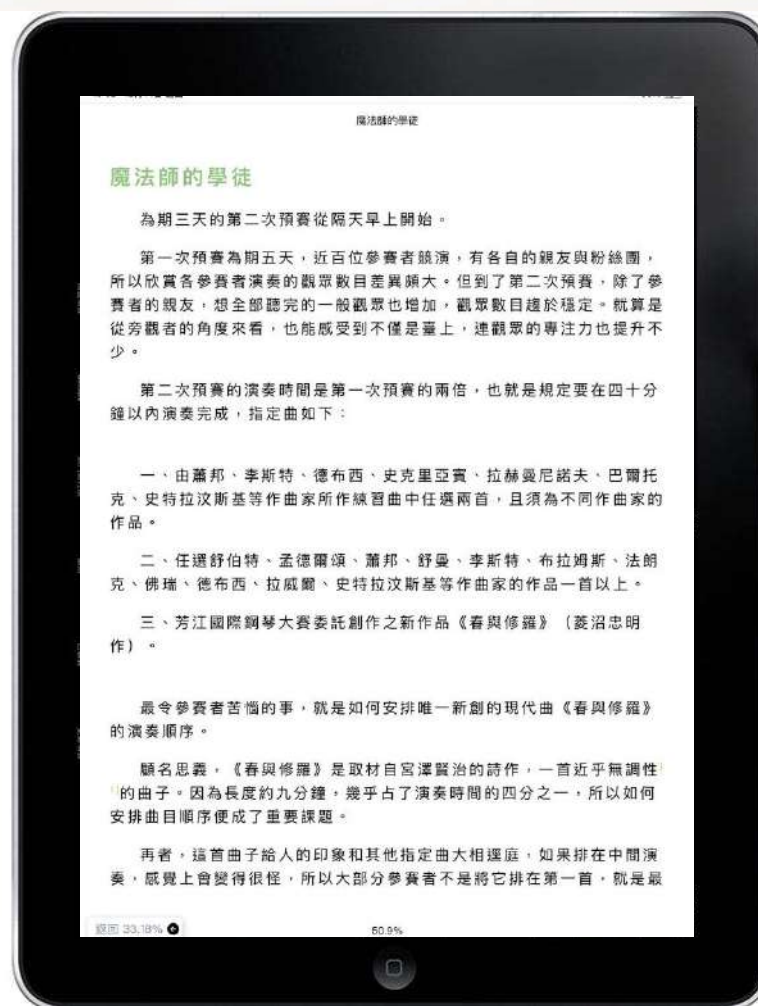 魔法師的學徒
魔法師的學徒
為期三天的第二次預賽從隔天早上開始。
第一次預賽為期五天，近百位參賽者競演，有各自的親友與粉絲團，
所以欣賞各參賽者演奏的觀眾數目差異頗大。但到了第二次預賽，除了參
賽者的親友，想全部聽完的一般觀眾也增加，觀眾數目趨於穩定。就算是
從旁觀者的角度來看，也能感受到不僅是臺上，連觀眾的專注力也提升不
少。
第二次預賽的演奏時間是第一次預賽的兩倍，也就是規定要在四十分
鐘以內演奏完成，指定曲如下：
一、由蕭邦、李斯特、德布西、史克里亞賓、拉赫曼尼諾夫、巴爾托
克、史特拉汶斯基等作曲家所作練習曲中任選兩首，且須為不同作曲家的
作品。
二、任選舒伯特、孟德爾頌、蕭邦、舒曼、李斯特、布拉姆斯、法朗
克、佛瑞、德布西、拉威爾、史特拉汶斯基等作曲家的作品一首以上。
三、芳江國際鋼琴大賽委託創作之新作品《春與修羅》（菱沼忠明
作）。
最令參賽者苦惱的事，就是如何安排唯一新創的現代曲《春與修羅》
的演奏順序。
顧名思義，《春與修羅》是取材自宮澤賢治的詩作，一首近乎無調性
的曲子。因為長度約九分鐘，幾乎占了演奏時間的四分之一，所以如何
安排曲目順序便成了重要課題。
再者，這首曲子給人的印象和其他指定曲大相逕庭，如果排在中間演
奏，感覺上會變得很怪，所以大部分參賽者不是將它排在第一首，就是最
返回 33.18%
50.9%